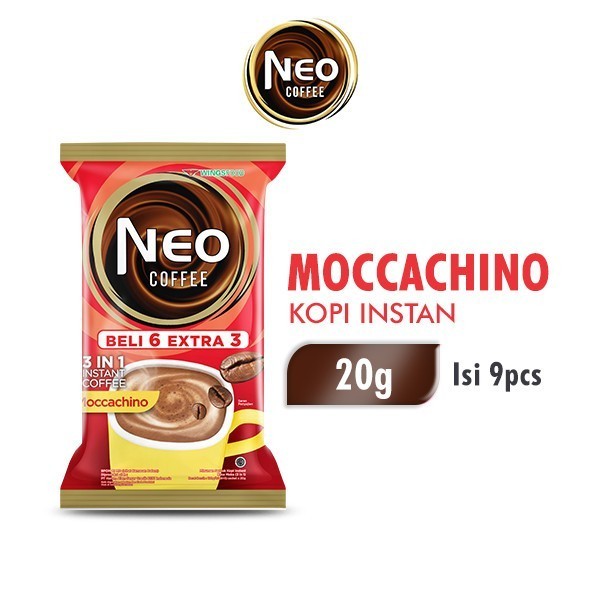 NEO
COFFEE
WINGSFOOD
NEO
COFFEE
BELI 6 EXTRA 3
3 IN 1
INSTANT
COFFEE
Moccachino
MOCCACHINO
KOPI INSTAN
20g
Isi 9pcs